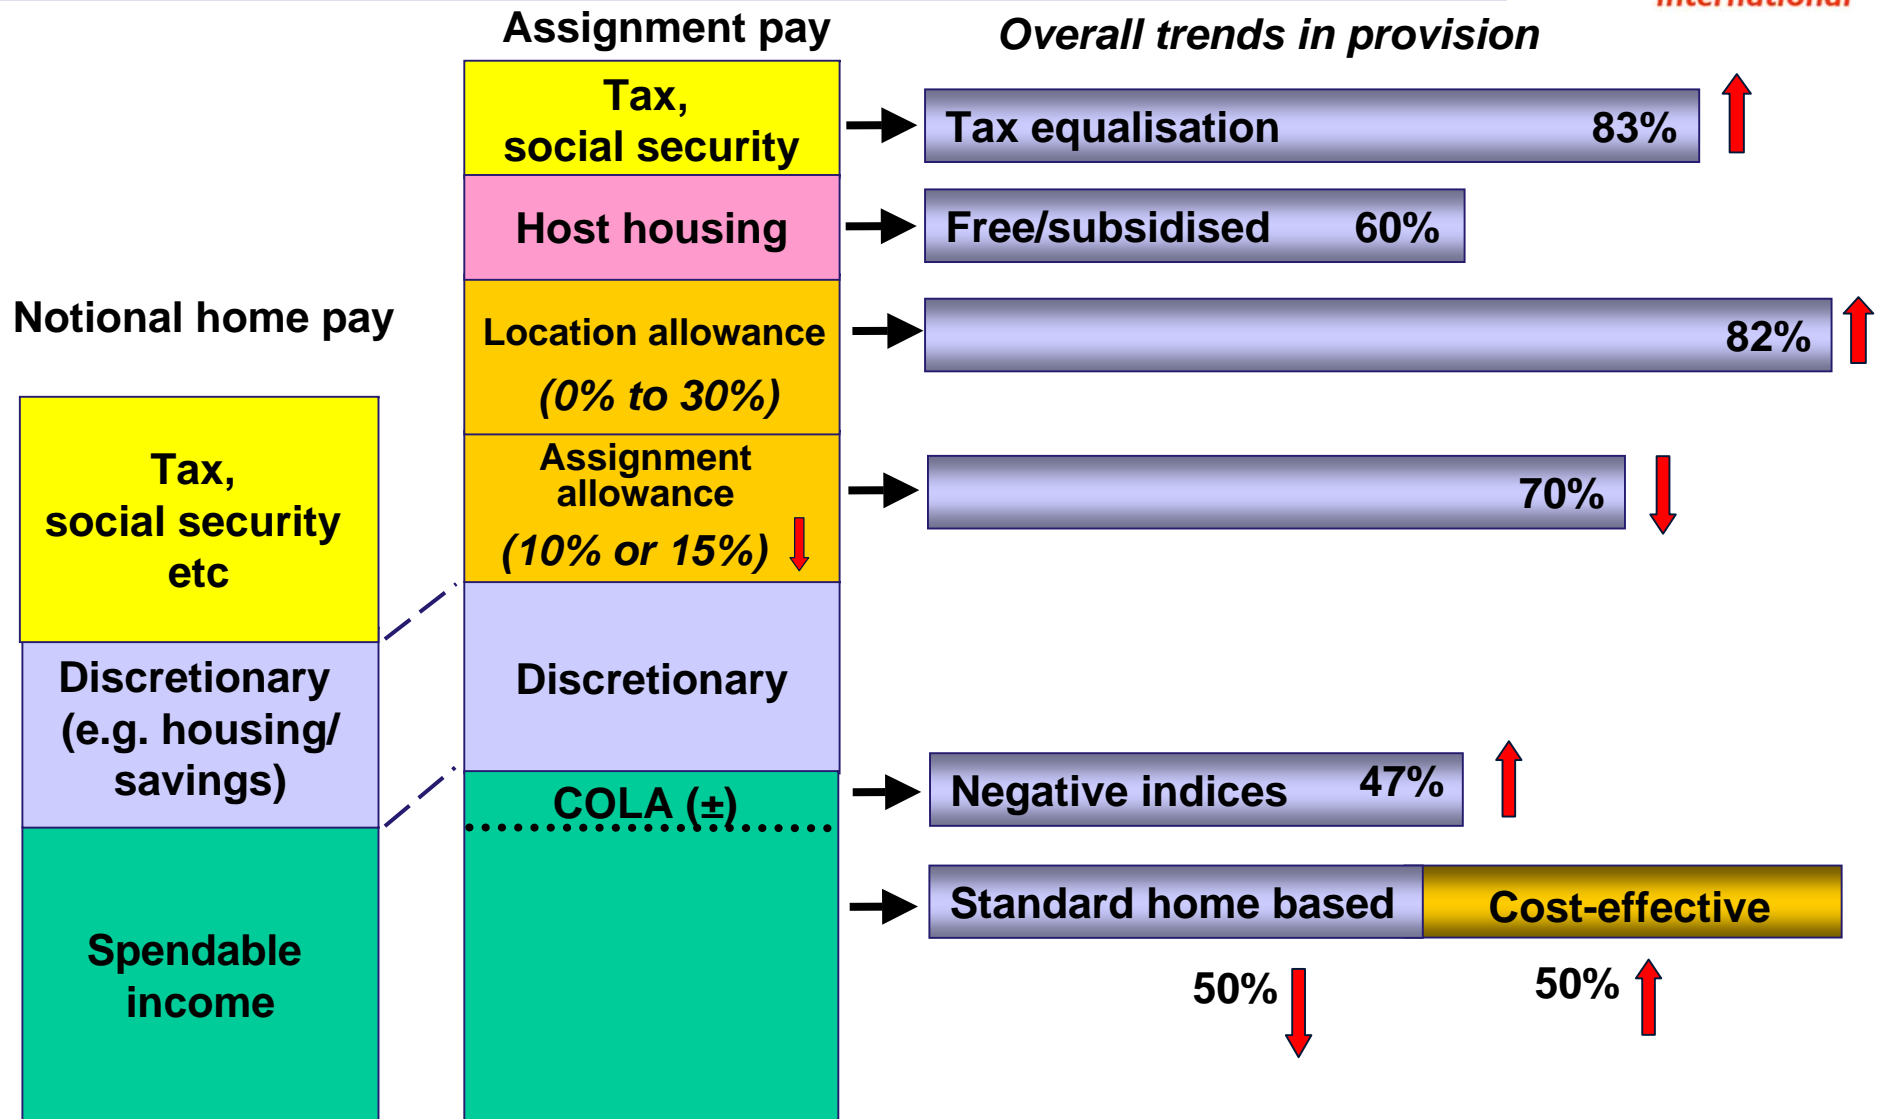 international
Assignment pay
Overall trends in provision
Tax,
social security
Tax equalisation 83%
Host housing
Free/subsidised 60%
Notional home pay
Location allowance
(0% to 30%)
82%
Assignment
allowance
(10% or 15%)
70%
Tax,
social security
etc
Discretionary
(e.g. housing/
savings)
Discretionary
COLA (±)
Negative indices 47%
Standard home based
Cost-effective
50%
50%
Spendable
income